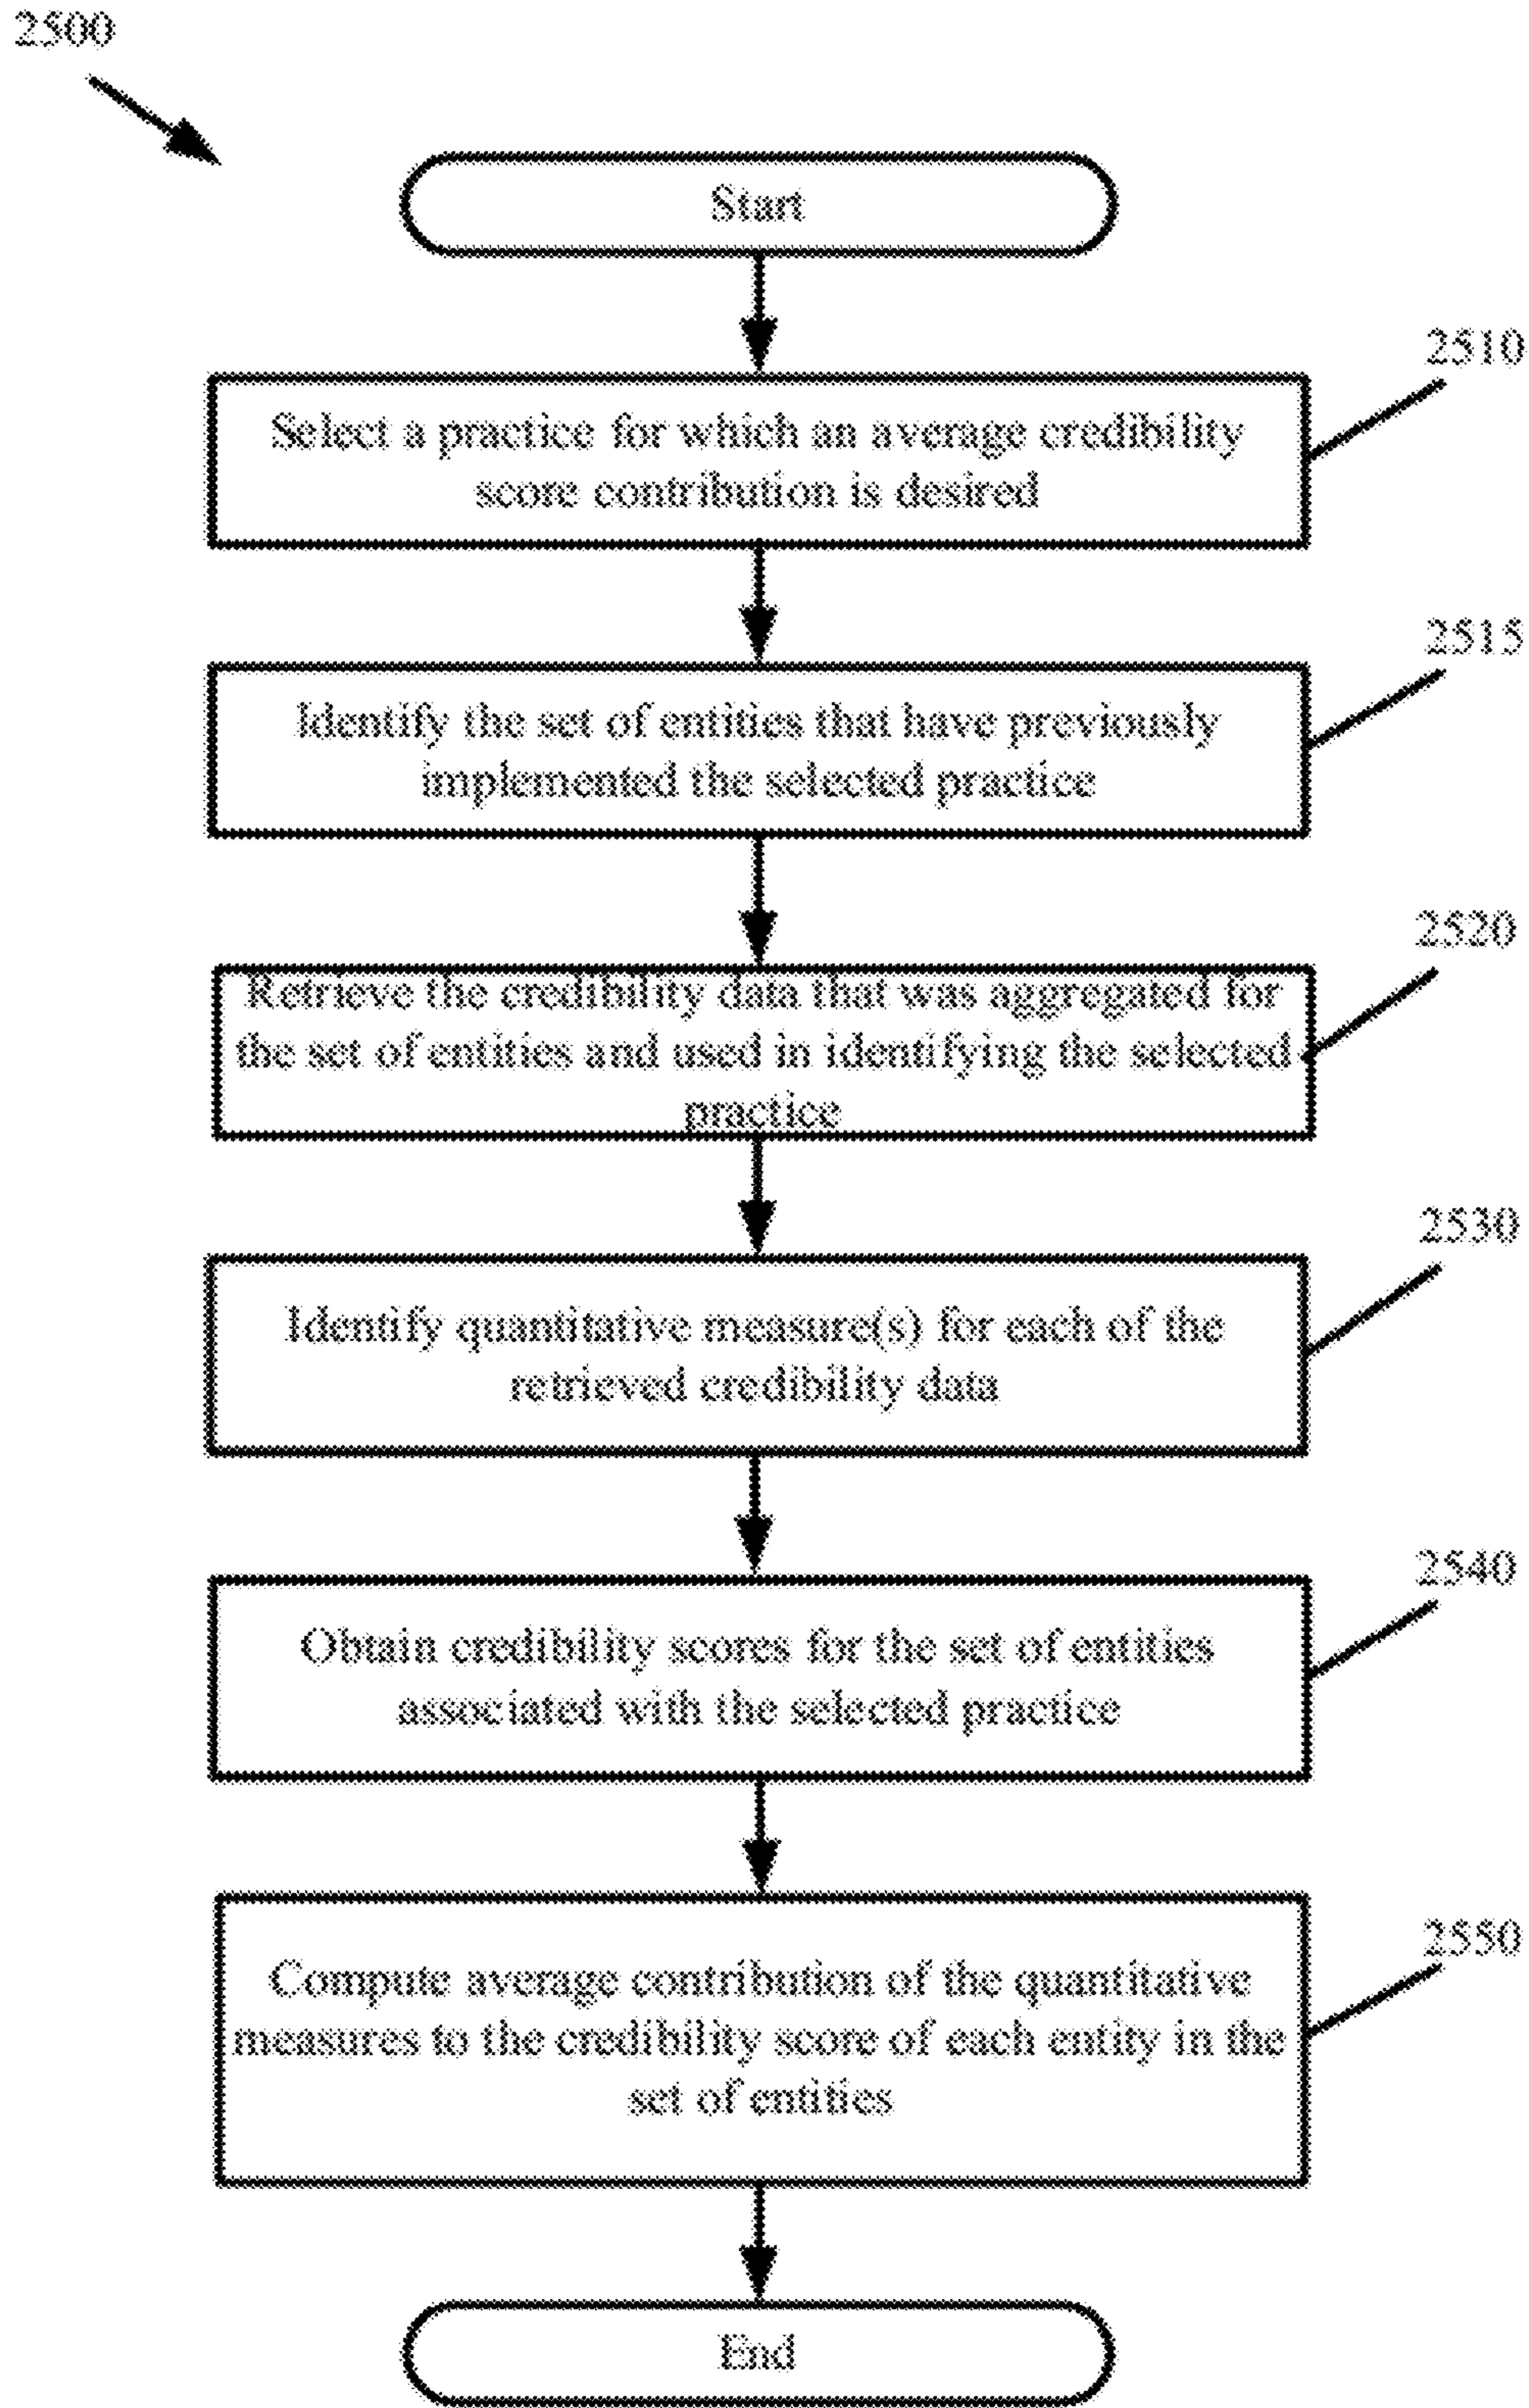 2500
Start
2510
Select a practice for which an average credibility
score contribution is desired
2515
Identify the set of entities that have previously
implemented the selected practice
2520
Retrieve the credibility data that was aggregated for
the set of entities and used in identifying the selected
practice
2530
Identify quantitative measure(s) for each of the
retrieved credibility data
2540
Obtain credibility scores for the set of entities
associated with the selected practice
2550
Compute average contribution of the quantitative
measures to the credibility score of each entity in the
set of entities
End